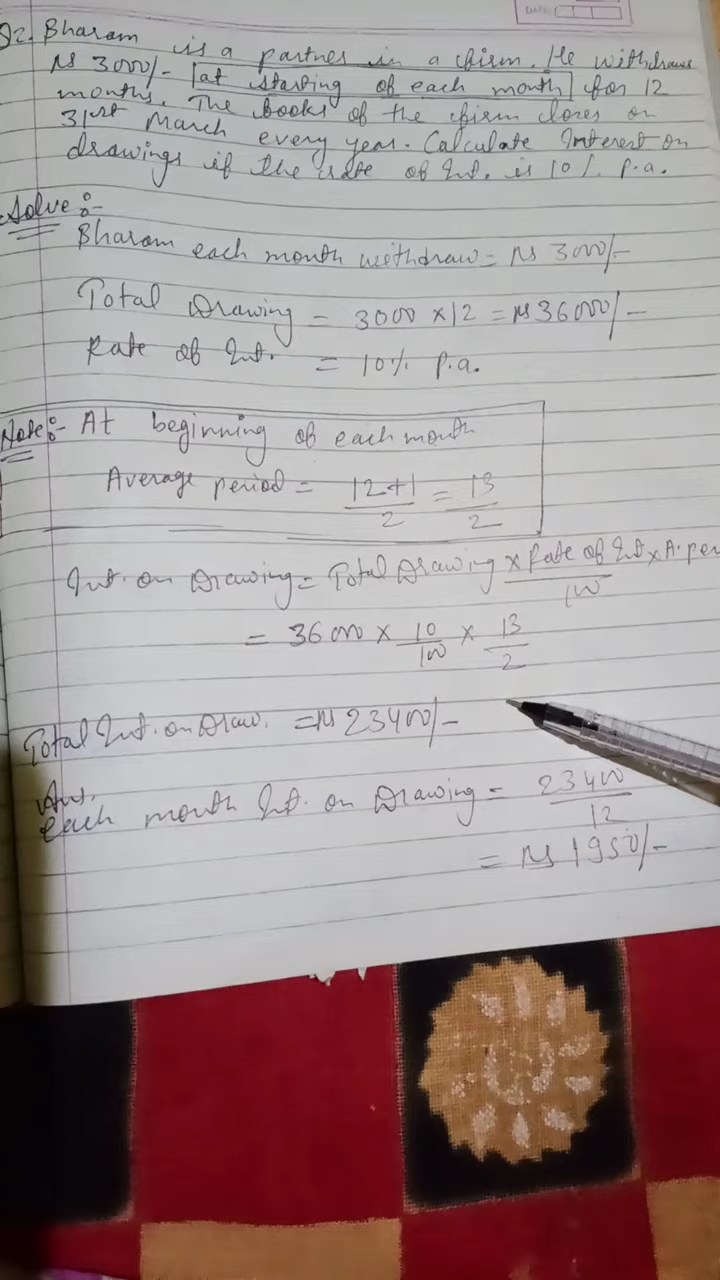 DATE
Q2. Bharam is a partner in a firm. He withdraws
Rs 3000/- at starting of each month for 12
months. The books of the firm closes on
31st March every year. Calculate Interest on
drawings if the rate of Int. is 10% p.a.
Solve :-
Bharam each month withdraw = Rs 3000/-
Total Drawing = 3000 × 12 = Rs 36000/-
Rate of Int. = 10% p.a.
Note:- At beginning of each month
Average period = 12+1/2 = 13/2
Int. on Drawing = Total Drawing × Rate of Int × A. per/100
= 36000 × 10/100 × 13/2
Total Int. on Draw. = Rs 23400/-
Ans.
Each month Int. on Drawing = 23400/12
= Rs 1950/-